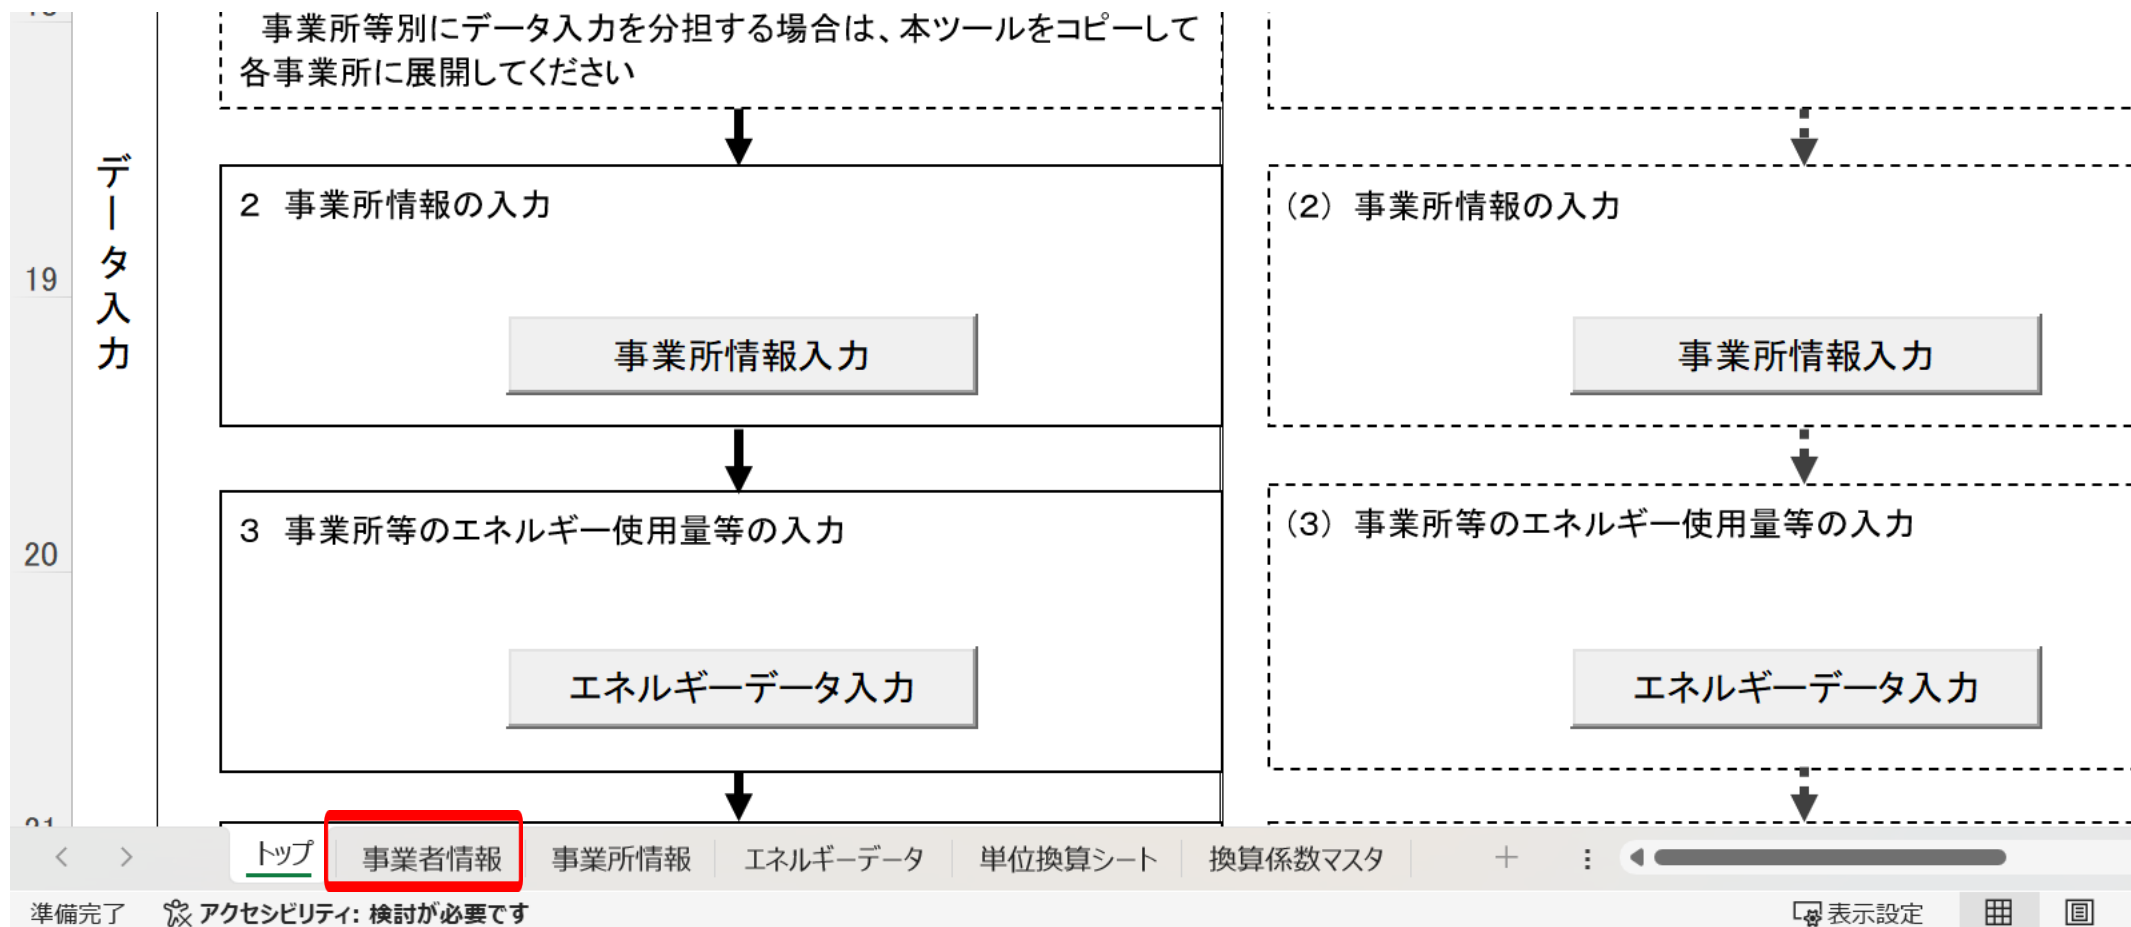 事業所等別にデータ入力を分担する場合は、本ツールをコピーして
各事業所に展開してください
データ入力
19
20
2 事業所情報の入力
事業所情報入力
3 事業所等のエネルギー使用量等の入力
エネルギーデータ入力
(2) 事業所情報の入力
事業所情報入力
(3) 事業所等のエネルギー使用量等の入力
エネルギーデータ入力
トップ 事業者情報 事業所情報 エネルギーデータ 単位換算シート 換算係数マスタ
準備完了 アクセシビリティ: 検討が必要です 表示設定